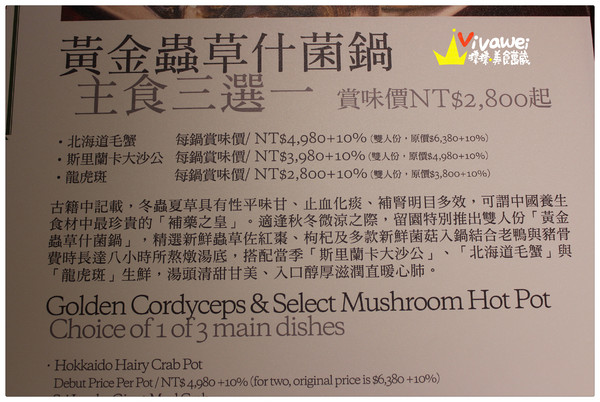 Vivawei
樺樺·美食寶藏
黃金蟲草什菌鍋
主食三選一 賞味價NT$2,800起
·北海道毛蟹 每鍋賞味價/ NT$4,980+10% (雙人份，原價$6,380+10%)
·斯里蘭卡大沙公 每鍋賞味價/ NT$3,980+10% (雙人份，原價$4,980+10%)
·龍虎斑 每鍋賞味價/ NT$2,800+10% (雙人份，原價$3,800+10%)
古籍中記載，冬蟲夏草具有性平味甘、止血化痰、補腎明目多效，可謂中國養生
食材中最珍貴的「補藥之皇」。適逢秋冬微涼之際，留園特別推出雙人份「黃金
蟲草什菌鍋」，精選新鮮蟲草佐紅棗、枸杞及多款新鮮菌菇入鍋結合老鴨與豬骨
費時長達八小時所熬燉湯底，搭配當季「斯里蘭卡大沙公」、「北海道毛蟹」與
「龍虎斑」生鮮，湯頭清甜甘美、入口醇厚滋潤直暖心肺。
Golden Cordyceps & Select Mushroom Hot Pot
Choice of 1 of 3 main dishes
· Hokkaido Hairy Crab Pot
Debut Price Per Pot / NT$ 4,980 +10% (for two, original price is $6,380 +10%)